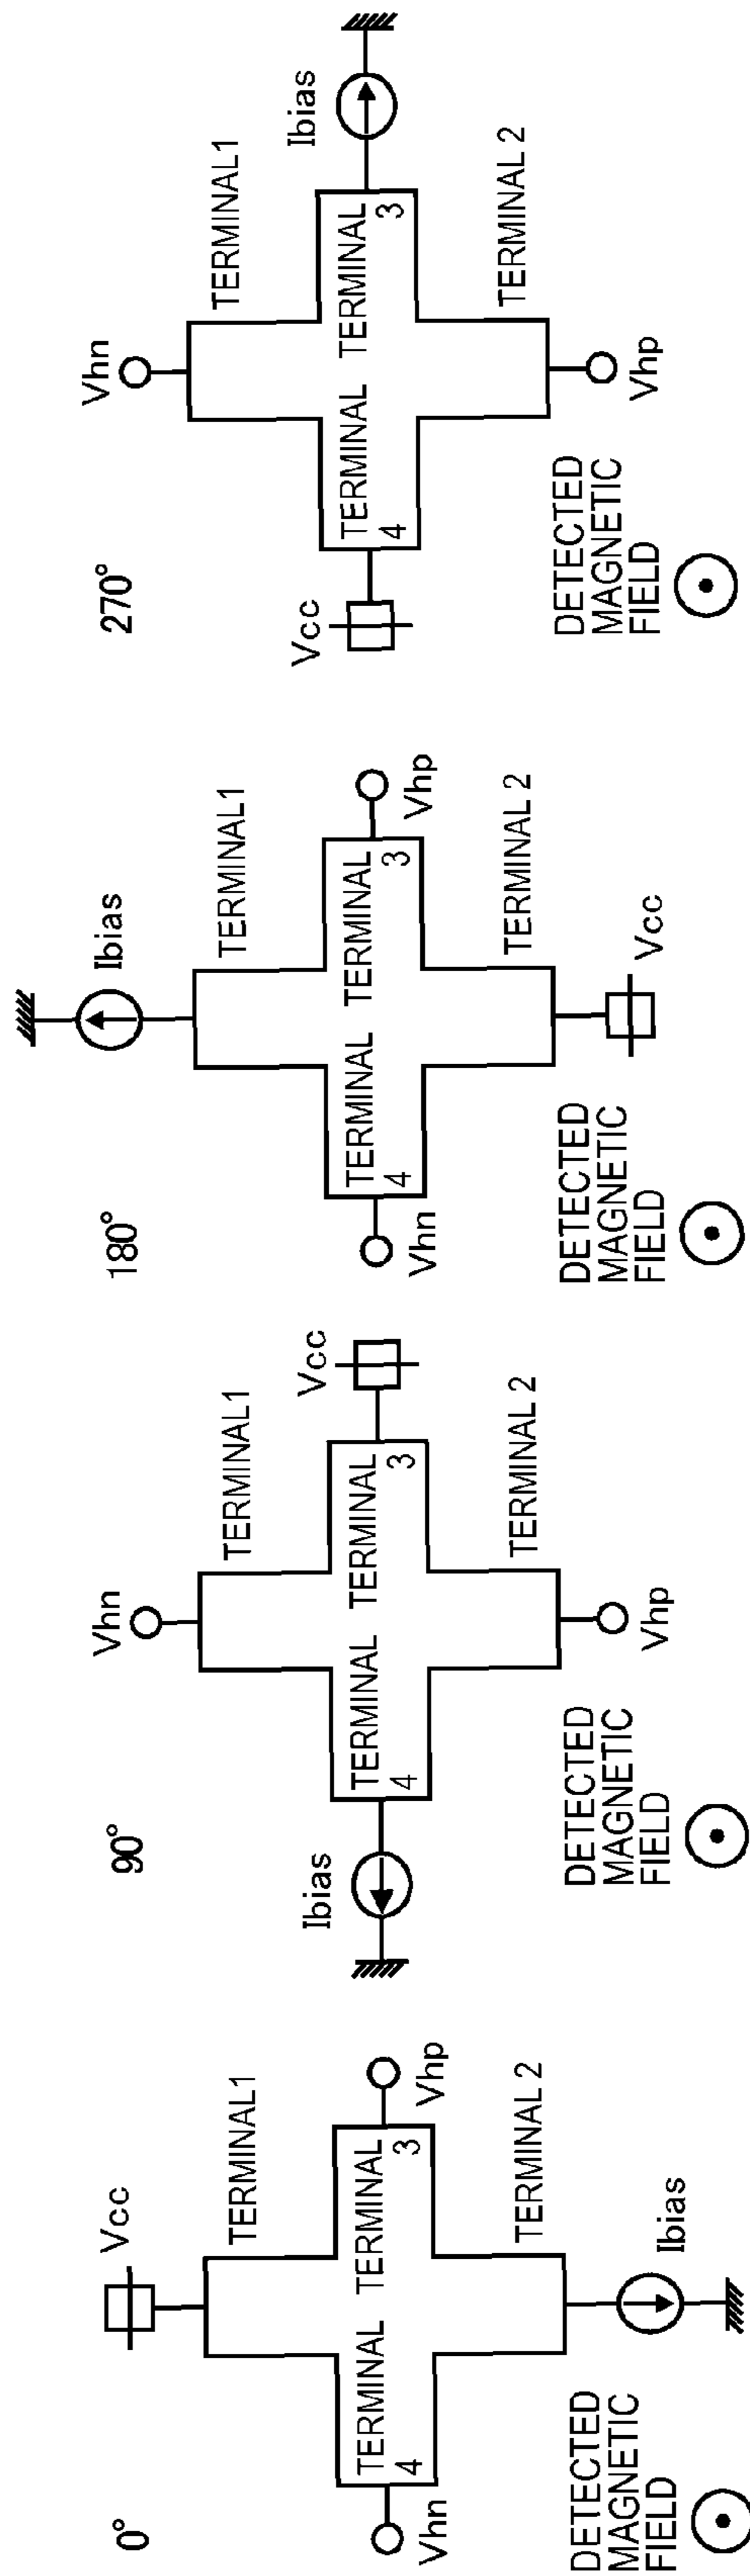 0°
Vcc
TERMINAL1
Vhn
TERMINAL TERMINAL
4 3
Vhp
TERMINAL 2
Ibias
DETECTED
MAGNETIC
FIELD
90°
Vhn
TERMINAL1
Ibias
TERMINAL TERMINAL
4 3
Vcc
TERMINAL 2
Vhp
DETECTED
MAGNETIC
FIELD
180°
Ibias
TERMINAL1
Vhn
TERMINAL TERMINAL
4 3
Vhp
TERMINAL 2
Vcc
DETECTED
MAGNETIC
FIELD
270°
Vhn
TERMINAL1
Vcc
TERMINAL TERMINAL
4 3
Ibias
TERMINAL 2
Vhp
DETECTED
MAGNETIC
FIELD